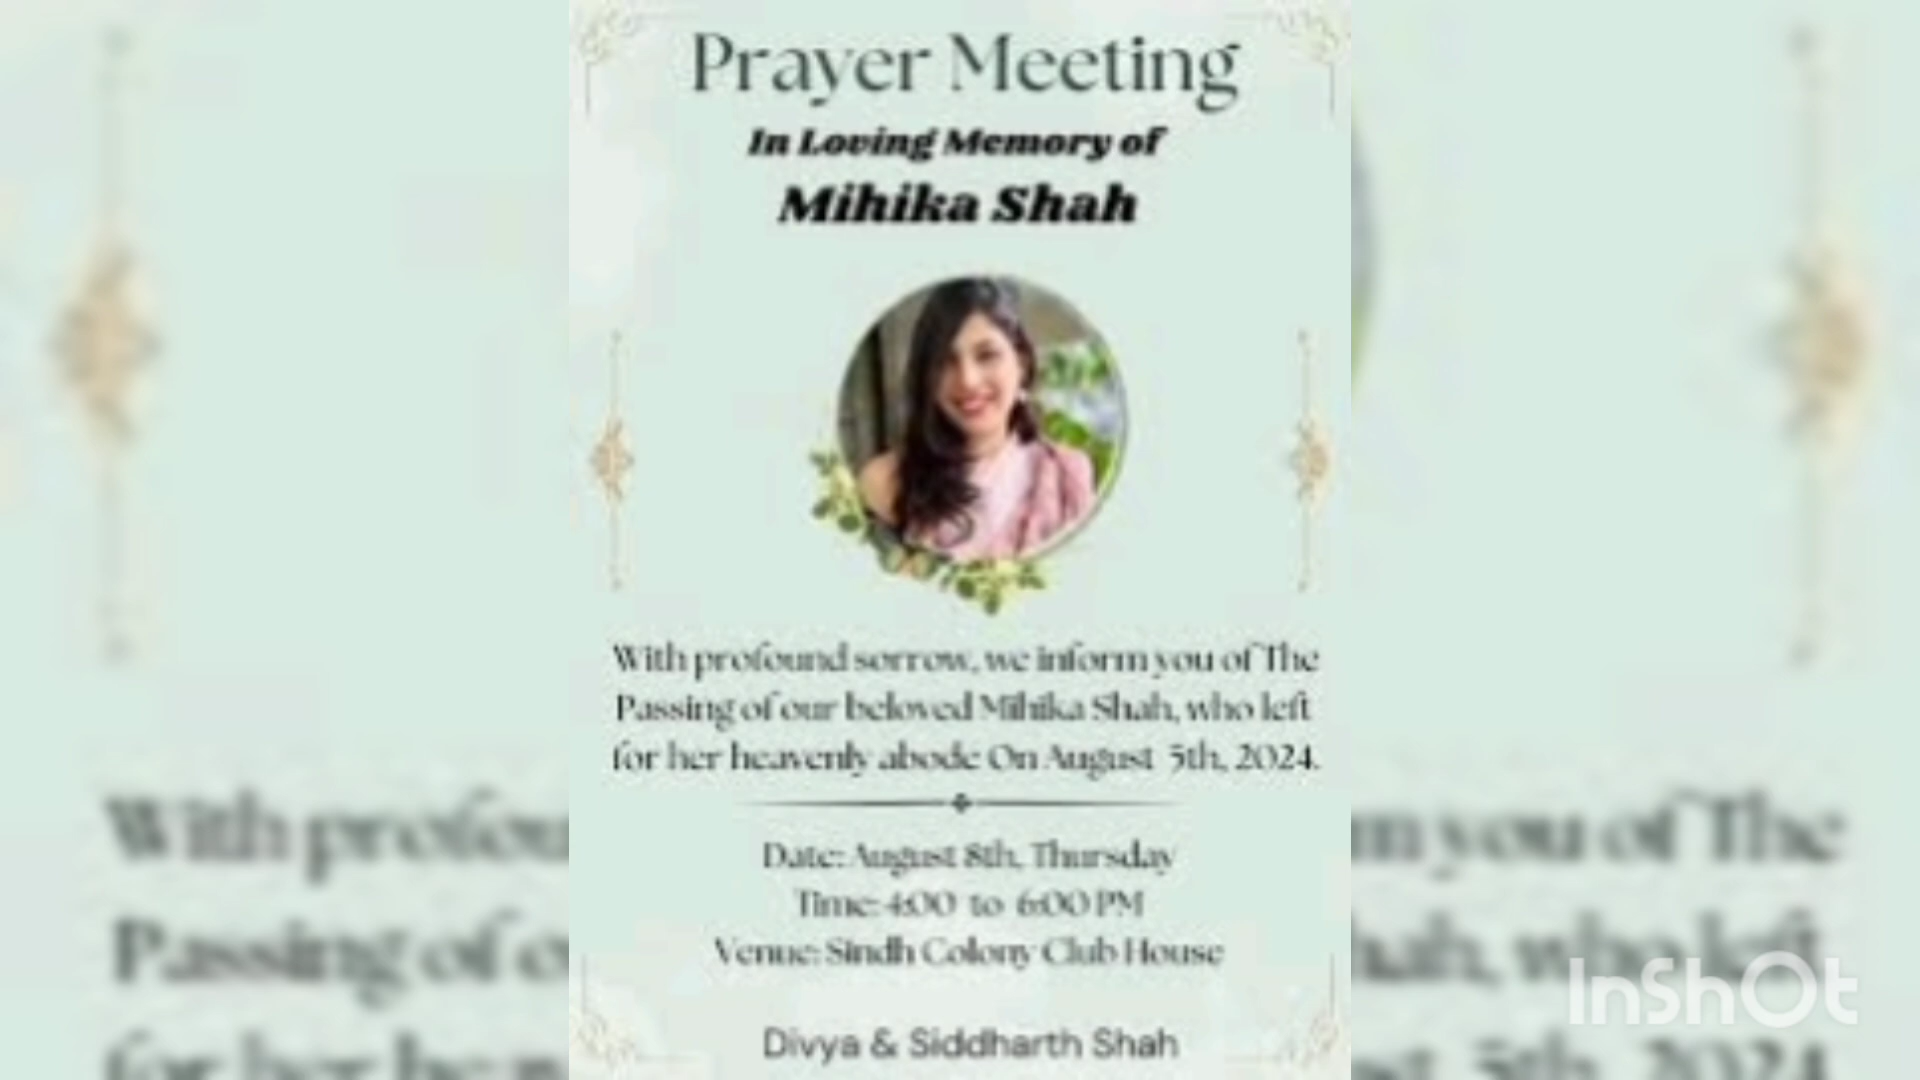 Prayer Meeting
In Loving Memory of
Mihika Shah
With profound sorrow, we inform you of The
Passing of our beloved Mihika Shah, who left
for her heavenly abode On August 5th, 2024.
Date: August 8th, Thursday
Time: 4:00 to 6:00 PM
Venue: Sindh Colony Club House
Divya & Siddharth Shah
InShOt